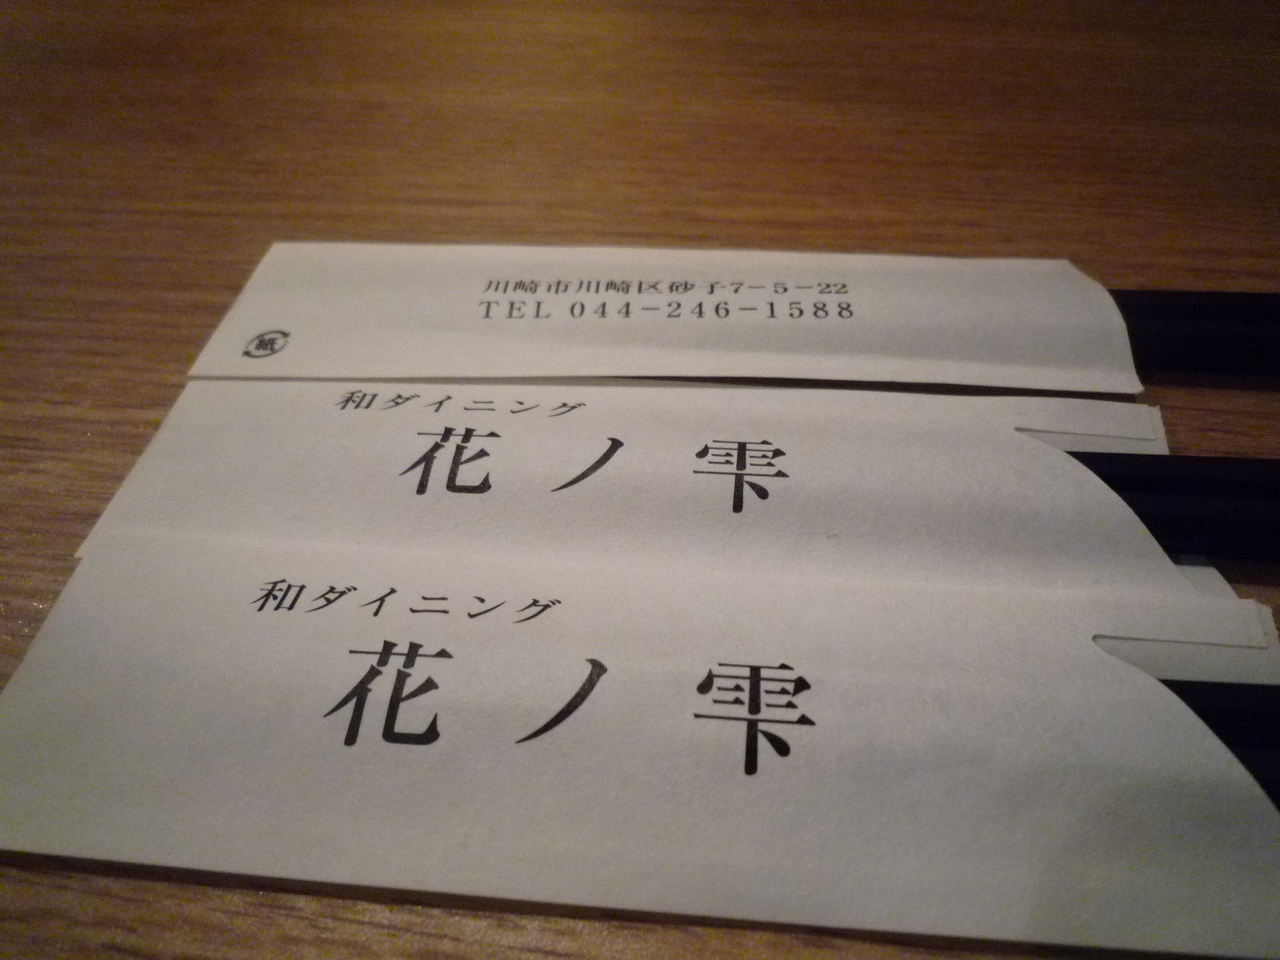 川崎市川崎区砂子7-5-22
TEL 044-246-1588
紙
和ダイニング
花ノ雫
和ダイニング
花ノ雫